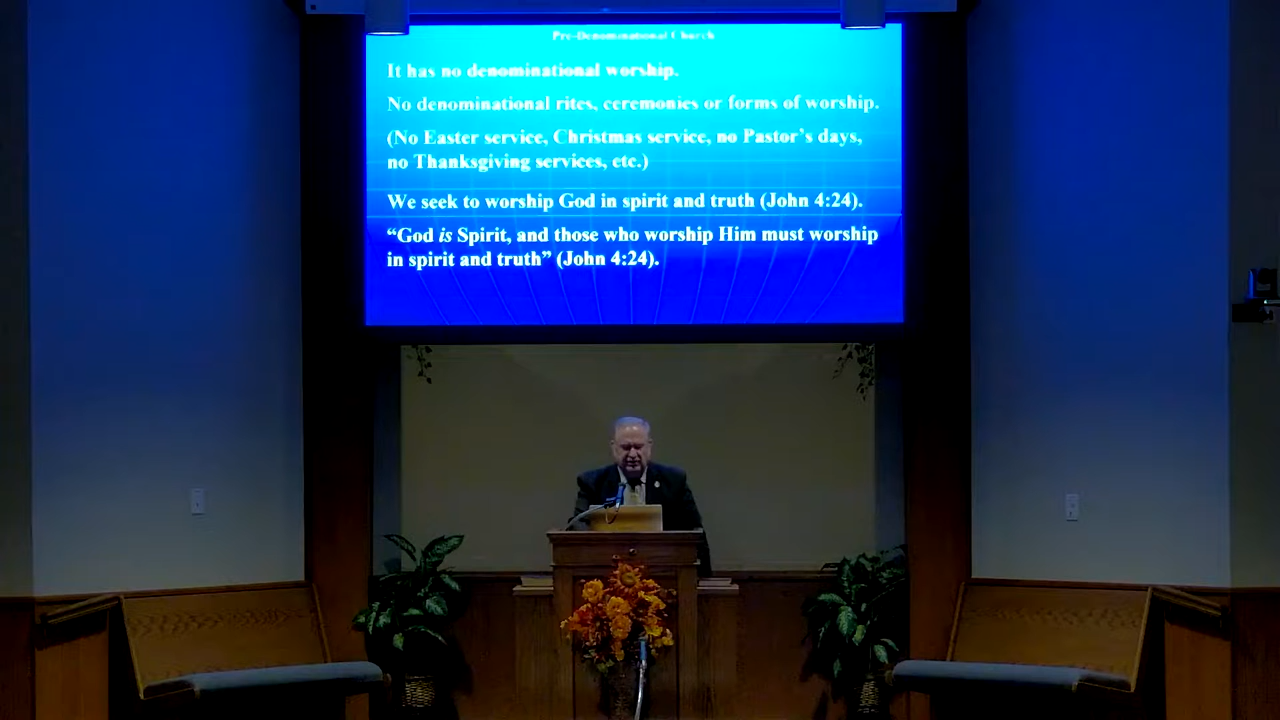 Pre-Denominational Church
It has no denominational worship.
No denominational rites, ceremonies or forms of worship.
(No Easter service, Christmas service, no Pastor’s days,
no Thanksgiving services, etc.)
We seek to worship God in spirit and truth (John 4:24).
“God is Spirit, and those who worship Him must worship
in spirit and truth” (John 4:24).